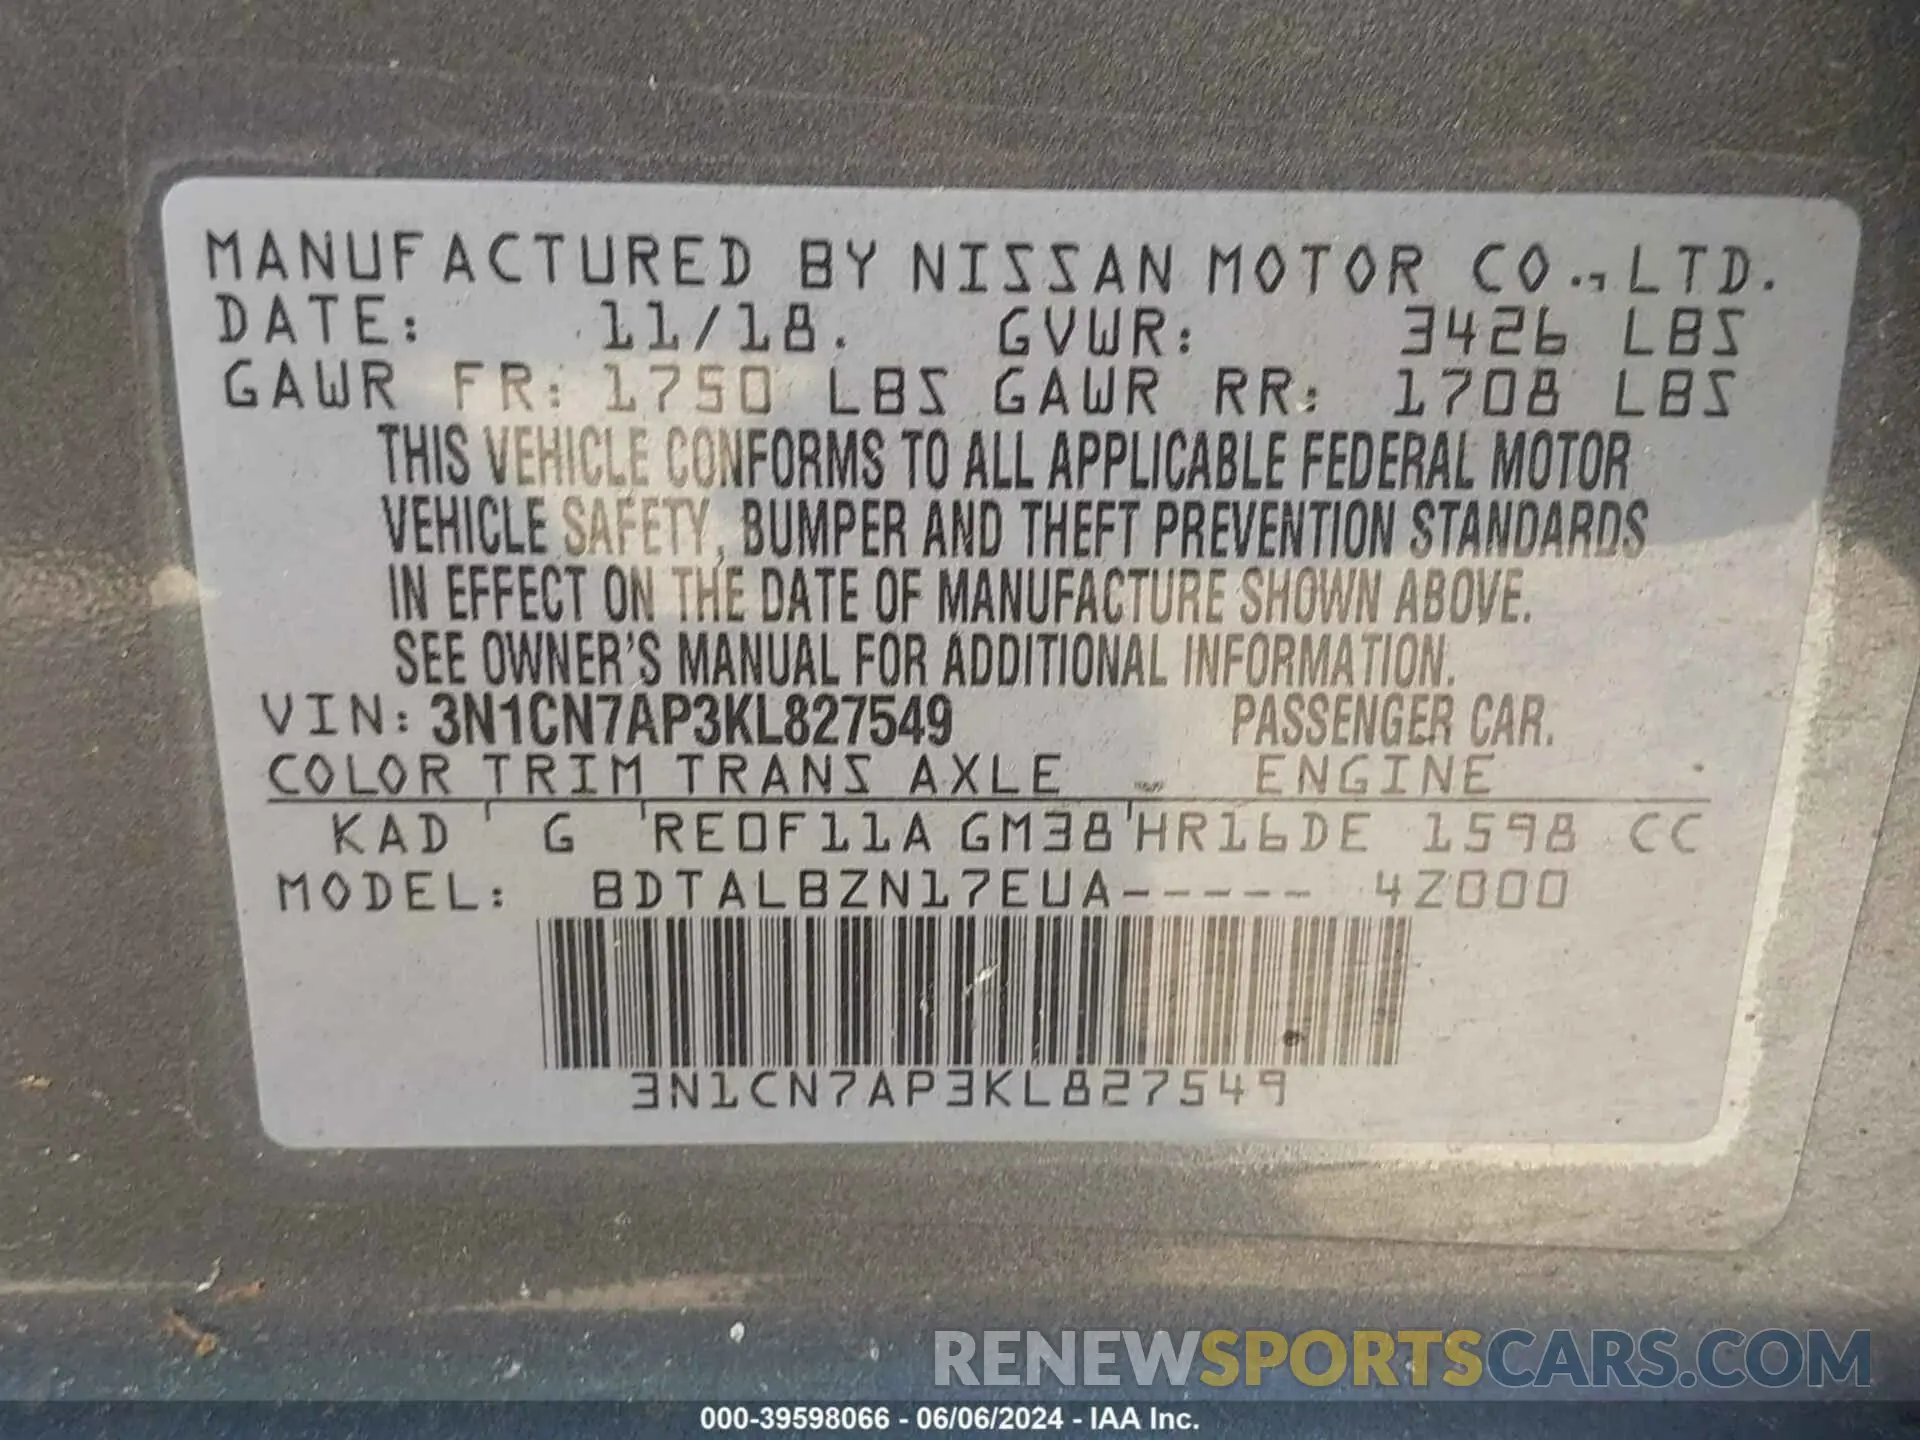 MANUFACTURED BY NISSAN MOTOR CO., LTD.
DATE: 11/18. GVWR: 3426 LBS
GAWR FR: 1750 LBS GAWR RR: 1708 LBS
THIS VEHICLE CONFORMS TO ALL APPLICABLE FEDERAL MOTOR
VEHICLE SAFETY, BUMPER AND THEFT PREVENTION STANDARDS
IN EFFECT ON THE DATE OF MANUFACTURE SHOWN ABOVE.
SEE OWNER'S MANUAL FOR ADDITIONAL INFORMATION.
VIN: 3N1CN7AP3KL827549 PASSENGER CAR.
COLOR TRIM TRANS AXLE ENGINE
KAD G RE0F11A GM38 HR16DE 1598 CC
MODEL: BDTALBZN17EUA----- 4Z000
3N1CN7AP3KL827549
RENEWSPORTSCARS.COM
000-39598066 - 06/06/2024 - IAA Inc.